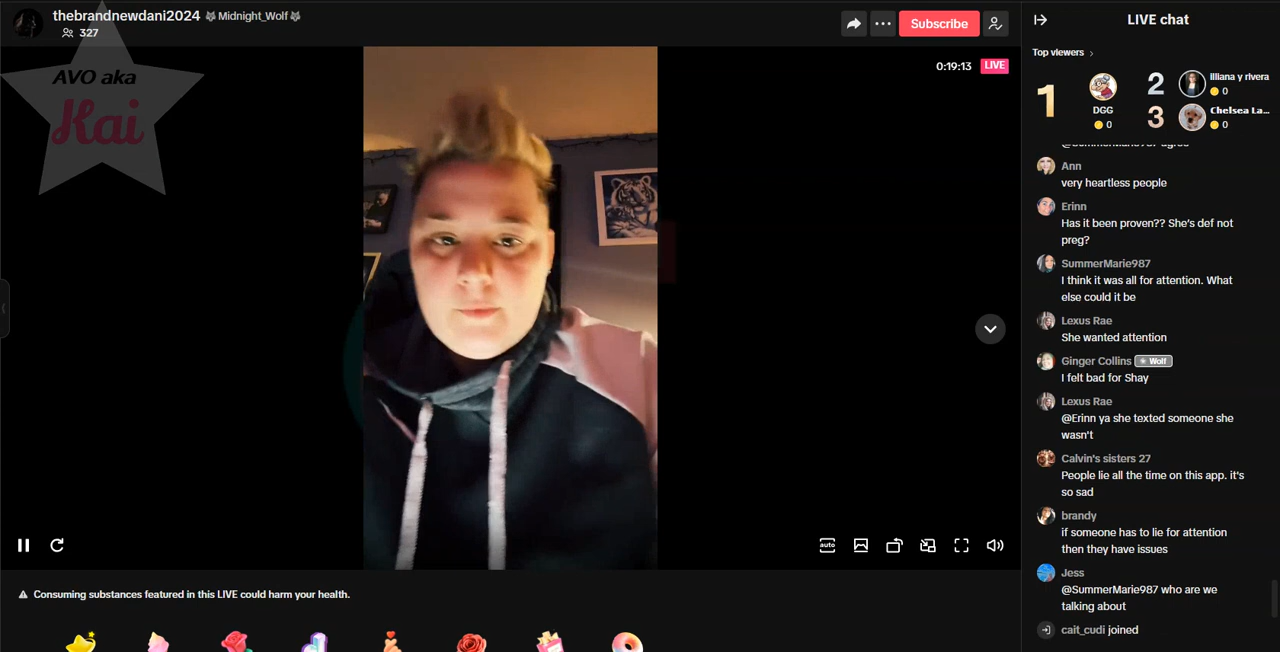 thebrandnewdani2024 🐺Midnight_Wolf🐺
327
Subscribe
AVO aka
Kai
0:19:13 LIVE
auto
Consuming substances featured in this LIVE could harm your health.
LIVE chat
Top viewers
1
DGG
0
2
illiana y rivera
0
3
Chelsea La...
0
Ann
very heartless people
Erinn
Has it been proven?? She's def not
preg?
SummerMarie987
I think it was all for attention. What
else could it be
Lexus Rae
She wanted attention
Ginger Collins Wolf
I felt bad for Shay
Lexus Rae
@Erinn ya she texted someone she
wasn't
Calvin's sisters 27
People lie all the time on this app. it's
so sad
brandy
if someone has to lie for attention
then they have issues
Jess
@SummerMarie987 who are we
talking about
cait_cudi joined